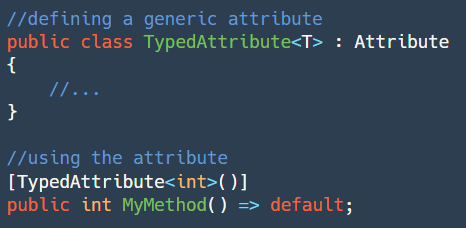 //defining a generic attribute
public class TypedAttribute<T> : Attribute
{
    //...
}

//using the attribute
[TypedAttribute<int>()]
public int MyMethod() => default;